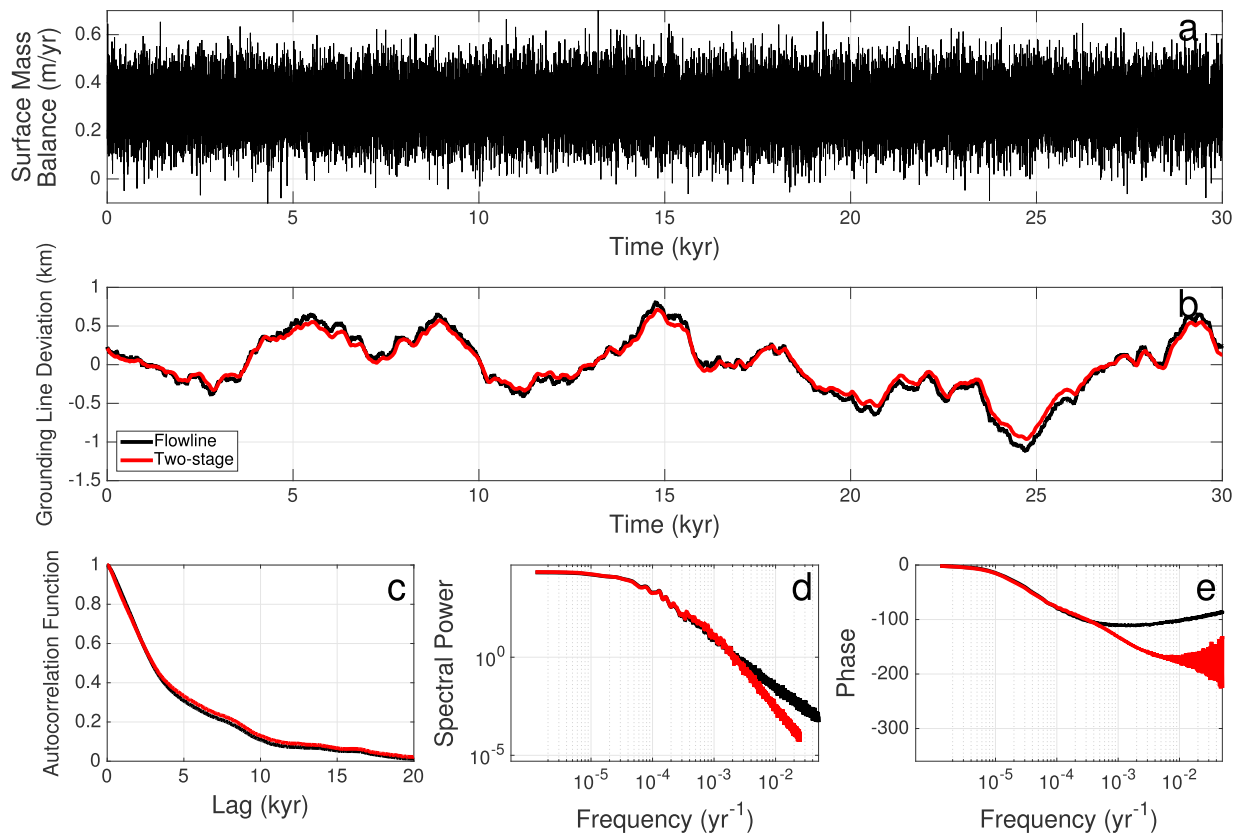 a
Surface Mass
Balance (m/yr)
0.6
0.4
0.2
0
0 5 10 15 20 25 30
Time (kyr)
b
Grounding Line Deviation (km)
1
0.5
0
-0.5
-1
-1.5
Flowline
Two-stage
0 5 10 15 20 25 30
Time (kyr)
c
Autocorrelation Function
1
0.8
0.6
0.4
0.2
0
0 5 10 15 20
Lag (kyr)
d
Spectral Power
10^0
10^-5
10^-5 10^-4 10^-3 10^-2
Frequency (yr^-1)
e
Phase
0
-100
-200
-300
10^-5 10^-4 10^-3 10^-2
Frequency (yr^-1)